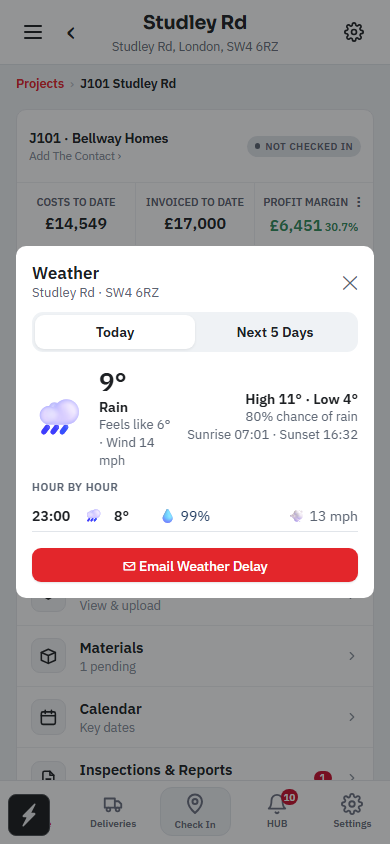 Studley Rd
Studley Rd, London, SW4 6RZ
Projects › J101 Studley Rd
J101 · Bellway Homes
Add The Contact ›
NOT CHECKED IN
COSTS TO DATE
£14,549
INVOICED TO DATE
£17,000
PROFIT MARGIN
£6,451 30.7%
Weather
Studley Rd · SW4 6RZ
Today
Next 5 Days
9°
Rain
Feels like 6°
· Wind 14
mph
High 11° · Low 4°
80% chance of rain
Sunrise 07:01 · Sunset 16:32
HOUR BY HOUR
23:00 8° 99% 13 mph
Email Weather Delay
View & upload
Materials
1 pending
Calendar
Key dates
Inspections & Reports
1
Deliveries
Check In
10
HUB
Settings